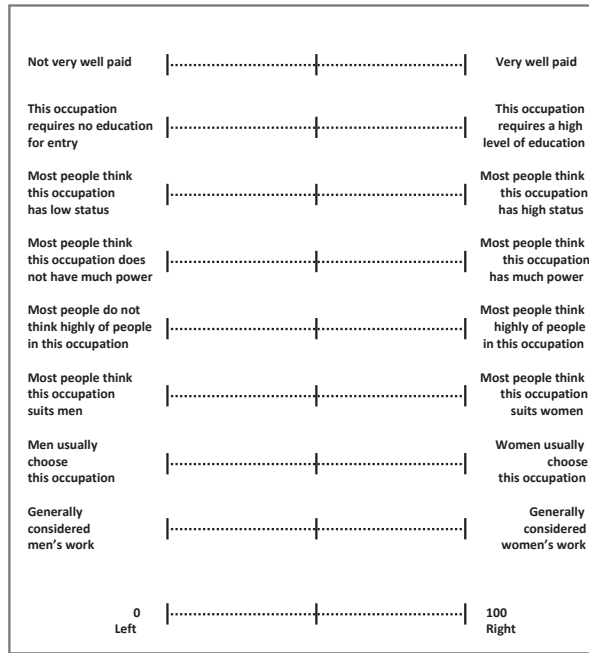 Not very well paid
Very well paid
This occupation
requires no education
for entry
This occupation
requires a high
level of education
Most people think
this occupation
has low status
Most people think
this occupation
has high status
Most people think
this occupation does
not have much power
Most people think
this occupation
has much power
Most people do not
think highly of people
in this occupation
Most people think
highly of people
in this occupation
Most people think
this occupation
suits men
Most people think
this occupation
suits women
Men usually
choose
this occupation
Women usually
choose
this occupation
Generally
considered
men's work
Generally
considered
women's work
0
Left
100
Right